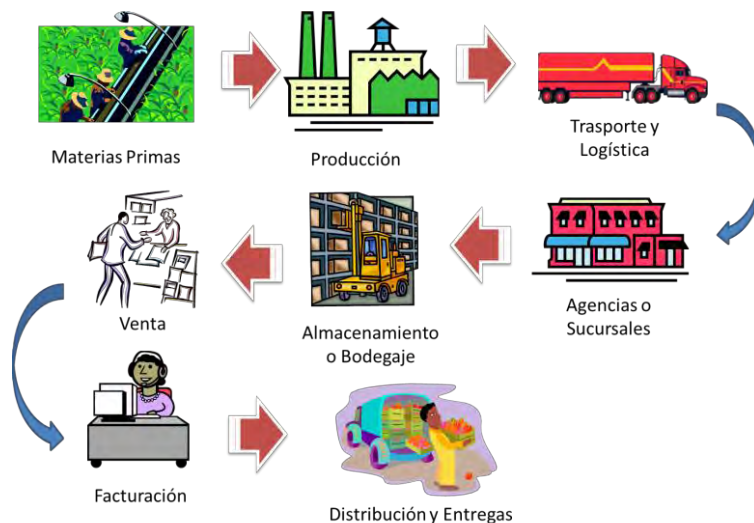 Materias Primas
Producción
Trasporte y
Logística
Agencias o
Sucursales
Almacenamiento
o Bodegaje
Venta
Facturación
Distribución y Entregas